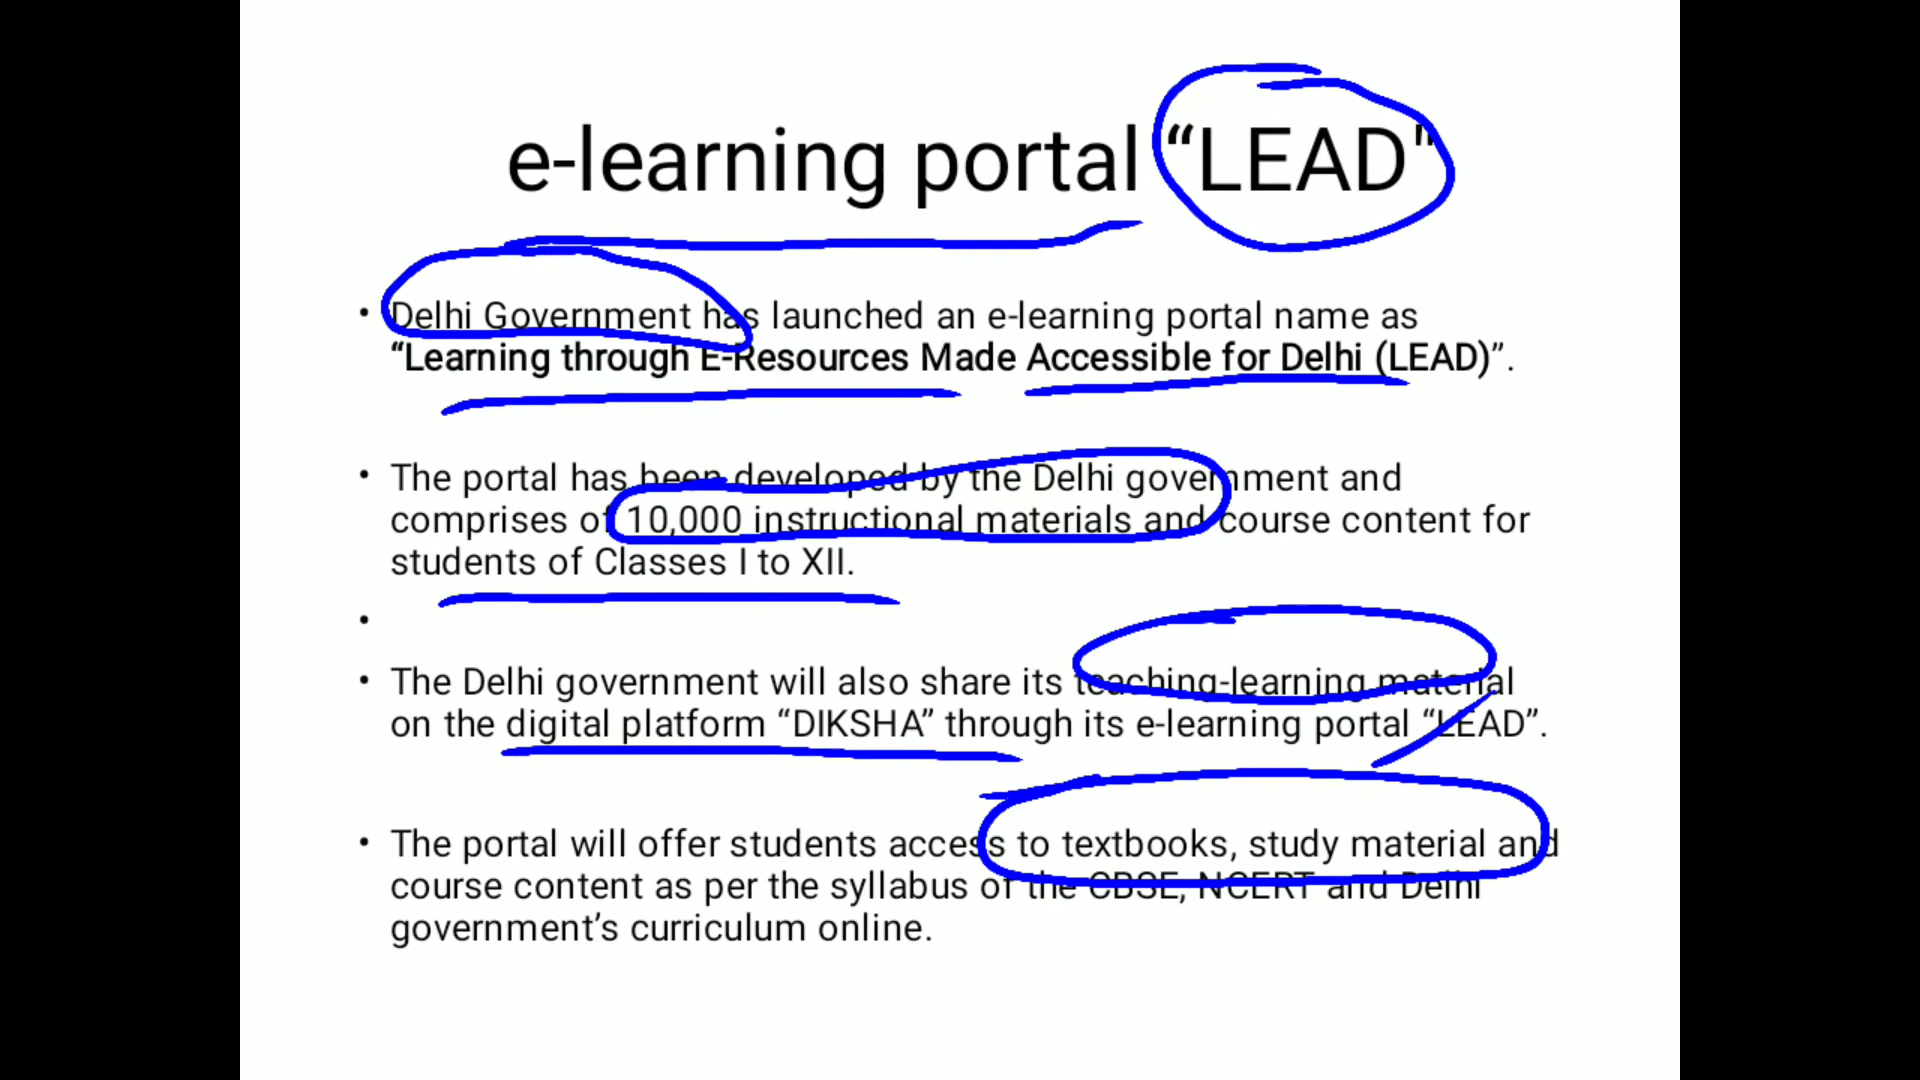 e-learning portal “LEAD"
• Delhi Government has launched an e-learning portal name as
“Learning through E-Resources Made Accessible for Delhi (LEAD)”.
• The portal has been developed by the Delhi government and
comprises of 10,000 instructional materials and course content for
students of Classes I to XII.
•
• The Delhi government will also share its teaching-learning material
on the digital platform “DIKSHA” through its e-learning portal “LEAD”.
• The portal will offer students access to textbooks, study material and
course content as per the syllabus of the CBSE, NCERT and Delhi
government’s curriculum online.